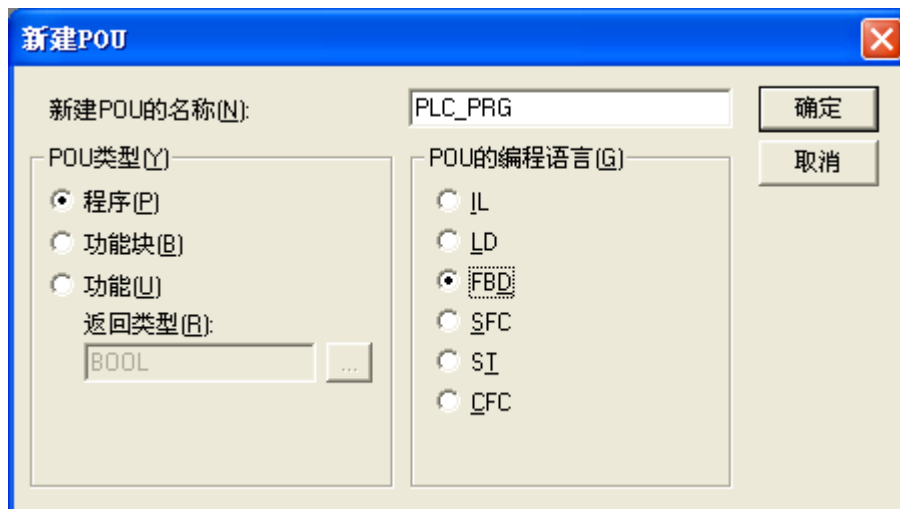 新建POU
新建POU的名称(N):
PLC_PRG
确定
取消
POU类型(Y)
程序(P)
功能块(B)
功能(U)
返回类型(R):
BOOL
...
POU的编程语言(G)
IL
LD
FBD
SFC
ST
CFC